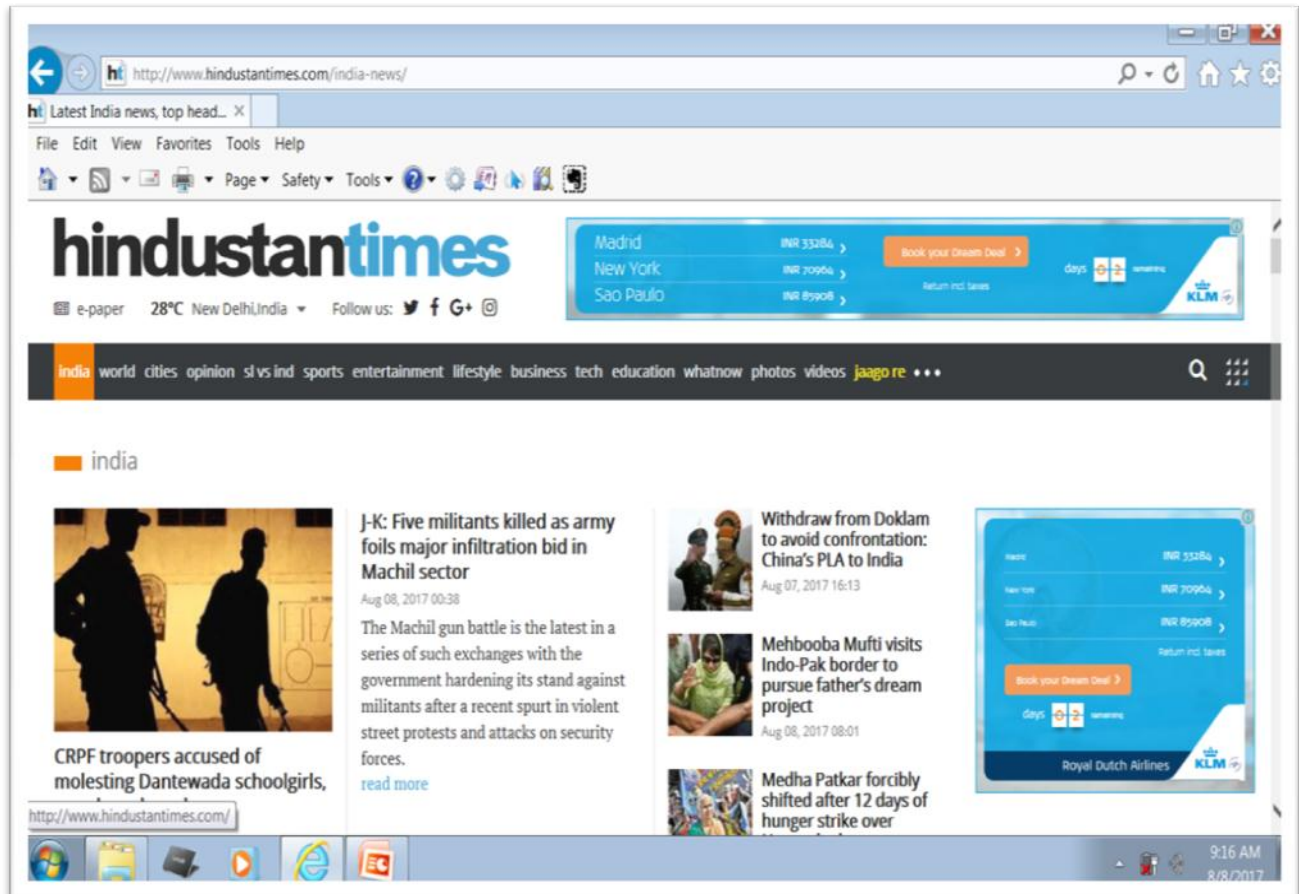 ht http://www.hindustantimes.com/india-news/
ht Latest India news, top head... ×
File Edit View Favorites Tools Help
Page Safety Tools
hindustantimes
e-paper 28°C New Delhi,India Follow us: f G+
Madrid INR 33284
New York INR 70964
Sao Paulo INR 85908
Book your Dream Deal
Return incl. taxes
days 0 2 remaining
KLM
india world cities opinion sl vs ind sports entertainment lifestyle business tech education whatnow photos videos jaago re •••
india
CRPF troopers accused of
molesting Dantewada schoolgirls,
http://www.hindustantimes.com/
J-K: Five militants killed as army
foils major infiltration bid in
Machil sector
Aug 08, 2017 00:38
The Machil gun battle is the latest in a
series of such exchanges with the
government hardening its stand against
militants after a recent spurt in violent
street protests and attacks on security
forces.
read more
Withdraw from Doklam
to avoid confrontation:
China's PLA to India
Aug 07, 2017 16:13
Mehbooba Mufti visits
Indo-Pak border to
pursue father's dream
project
Aug 08, 2017 08:01
Medha Patkar forcibly
shifted after 12 days of
hunger strike over
Madrid INR 33284
New York INR 70964
Sao Paulo INR 85908
Return incl. taxes
Book your Dream Deal
days 0 2 remaining
Royal Dutch Airlines KLM
9:16 AM
8/8/2017